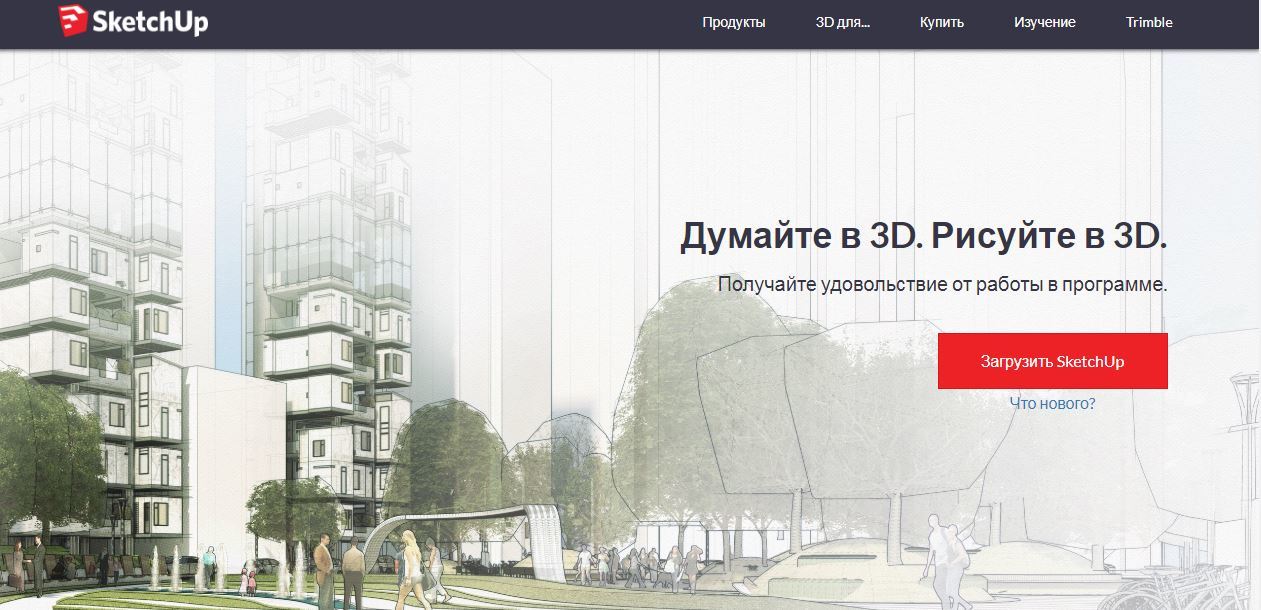 SketchUp
Продукты 3D для... Купить Изучение Trimble
Думайте в 3D. Рисуйте в 3D.
Получайте удовольствие от работы в программе.
Загрузить SketchUp
Что нового?